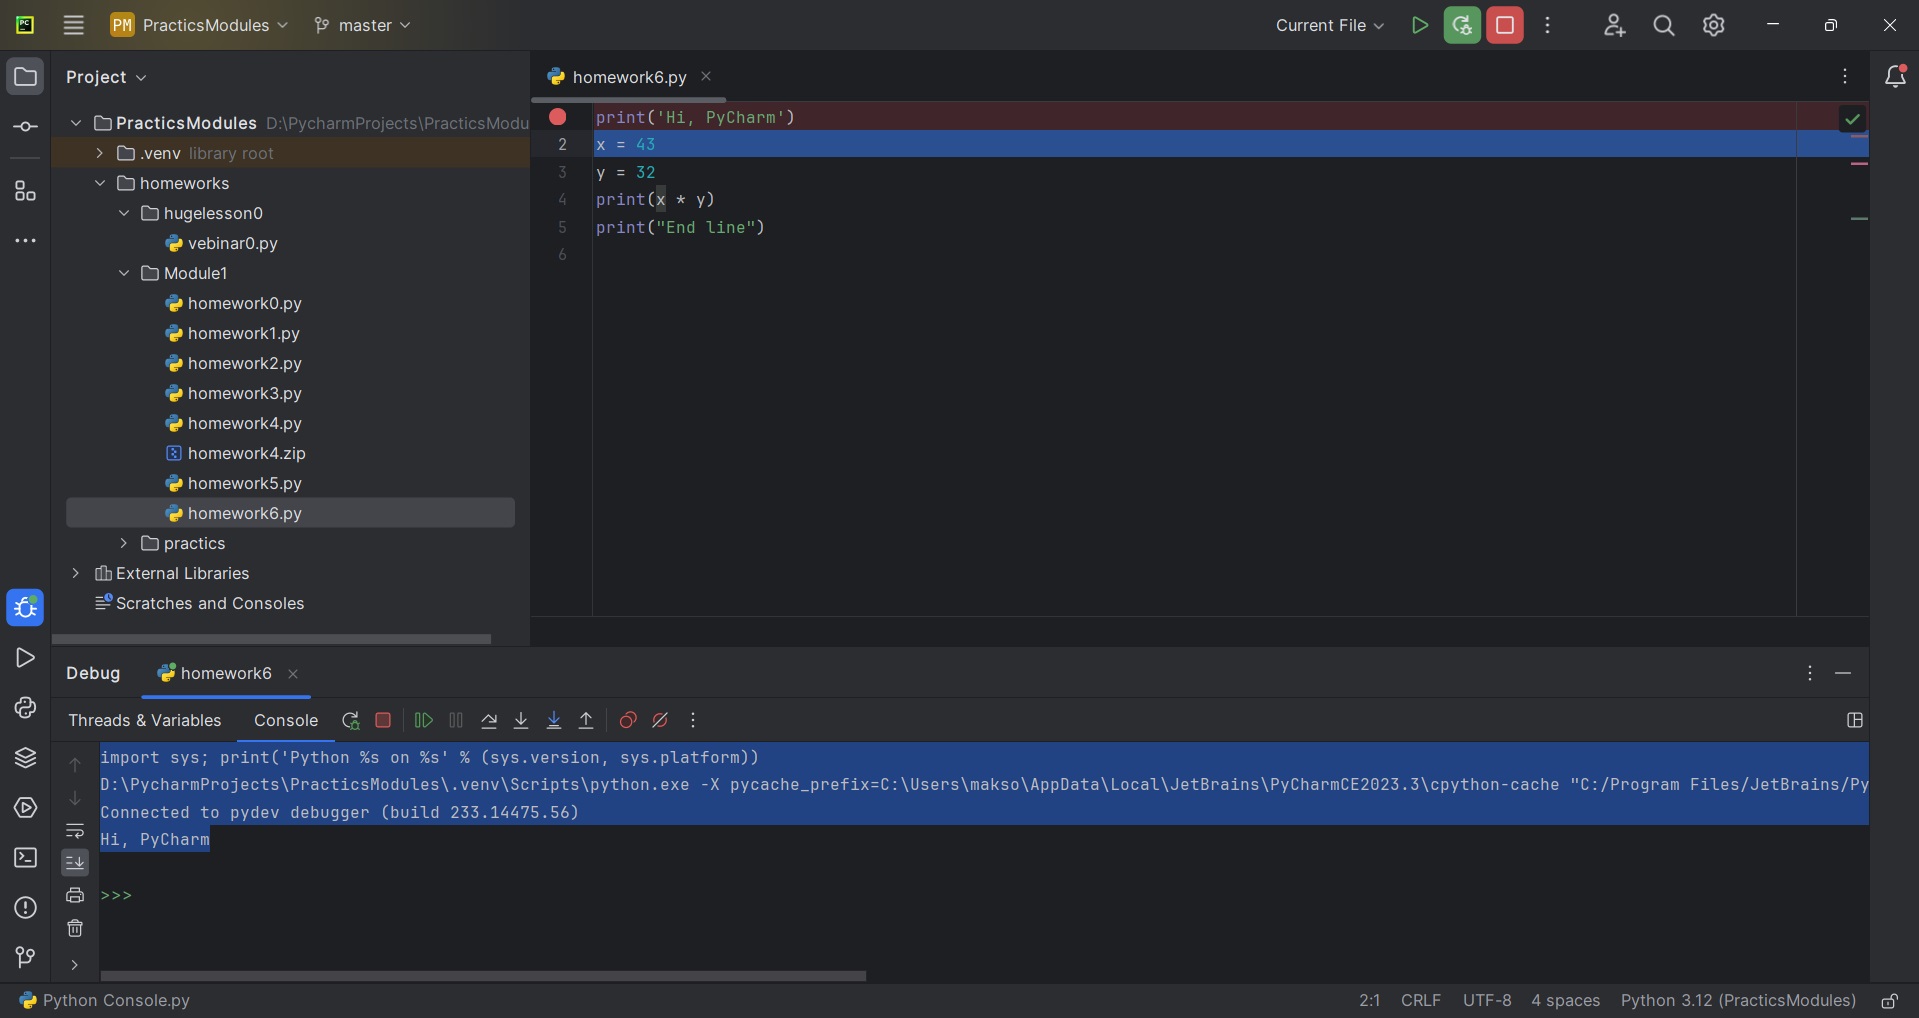 PC
PM PracticsModules master Current File
Project
homework6.py
PracticsModules D:\PycharmProjects\PracticsModu
.venv library root
homeworks
hugelesson0
vebinar0.py
Module1
homework0.py
homework1.py
homework2.py
homework3.py
homework4.py
homework4.zip
homework5.py
homework6.py
practics
External Libraries
Scratches and Consoles
print('Hi, PyCharm')
2 x = 43
3 y = 32
4 print(x * y)
5 print("End line")
6
Debug homework6
Threads & Variables Console
import sys; print('Python %s on %s' % (sys.version, sys.platform))
D:\PycharmProjects\PracticsModules\.venv\Scripts\python.exe -X pycache_prefix=C:\Users\makso\AppData\Local\JetBrains\PyCharmCE2023.3\cpython-cache "C:/Program Files/JetBrains/Py
Connected to pydev debugger (build 233.14475.56)
Hi, PyCharm
>>>
Python Console.py 2:1 CRLF UTF-8 4 spaces Python 3.12 (PracticsModules)